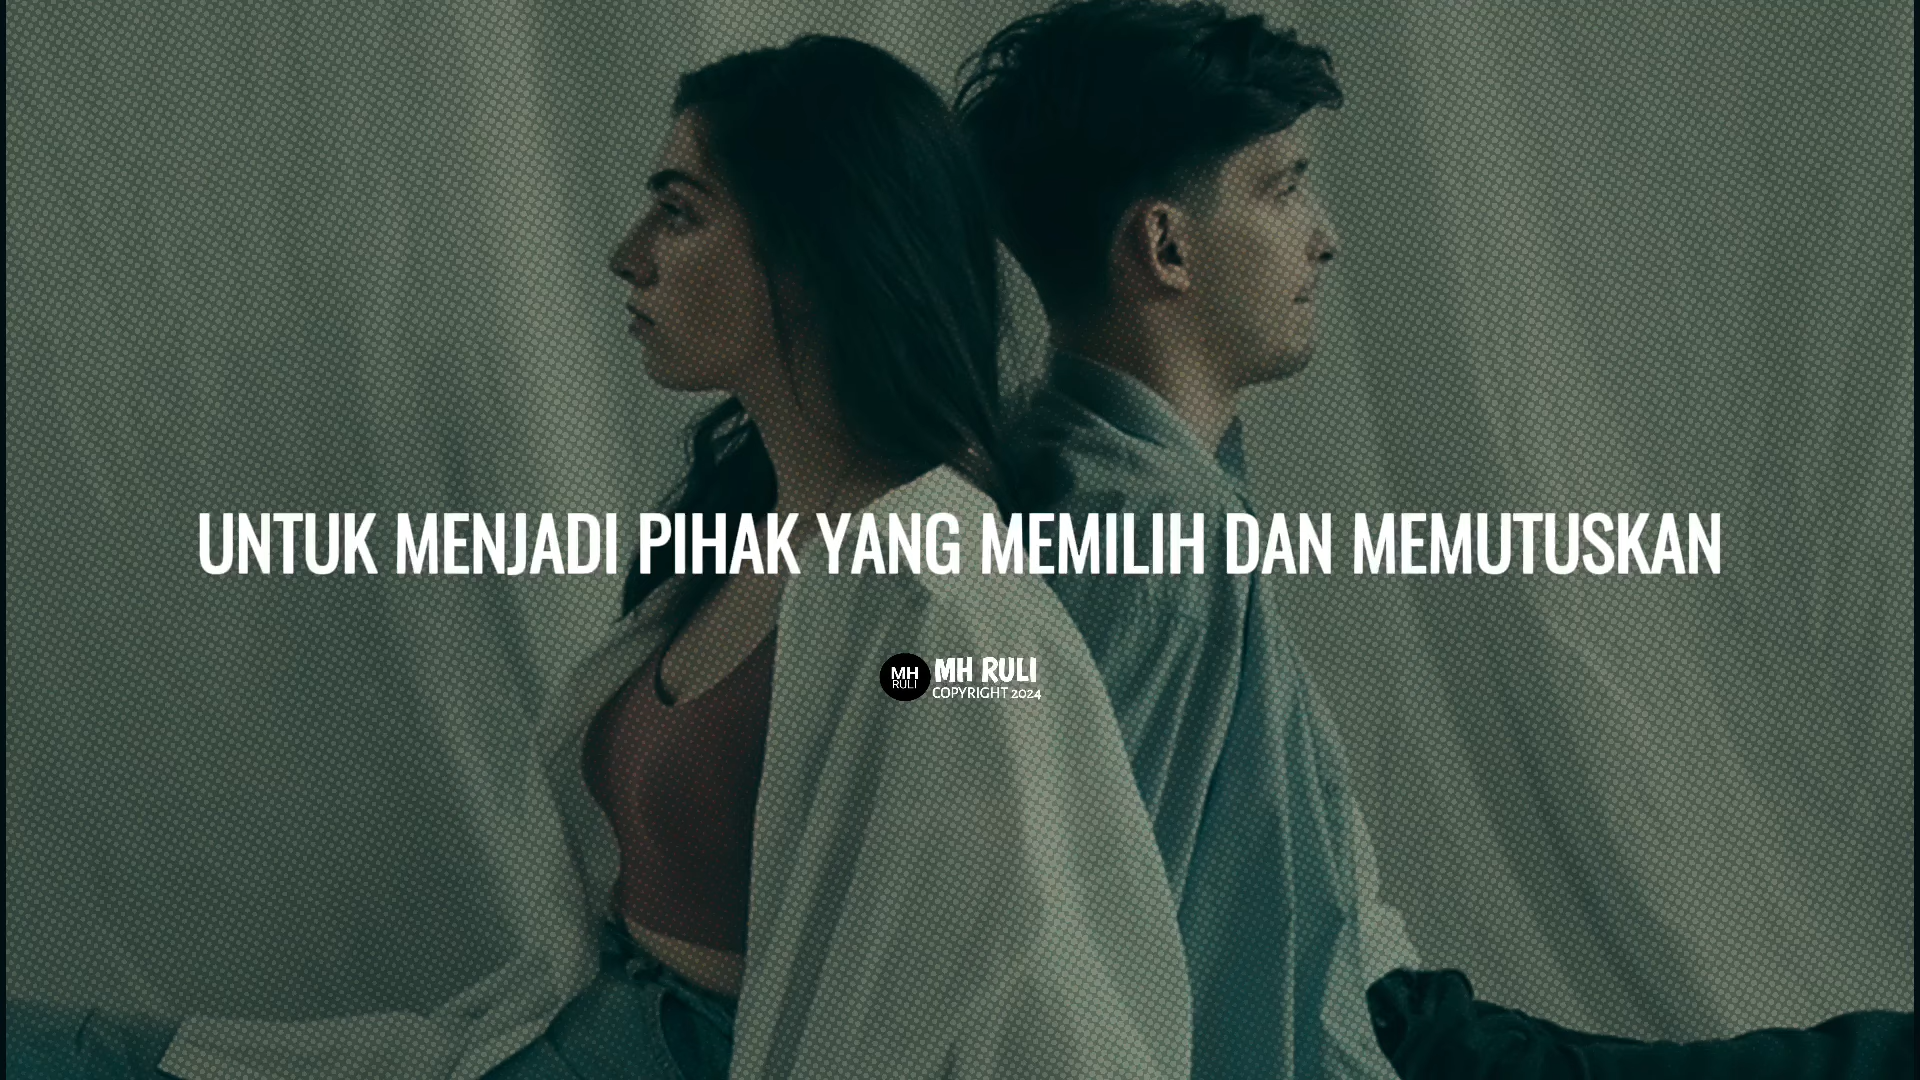 UNTUK MENJADI PIHAK YANG MEMILIH DAN MEMUTUSKAN
MH
RULI
MH RULI
COPYRIGHT 2024